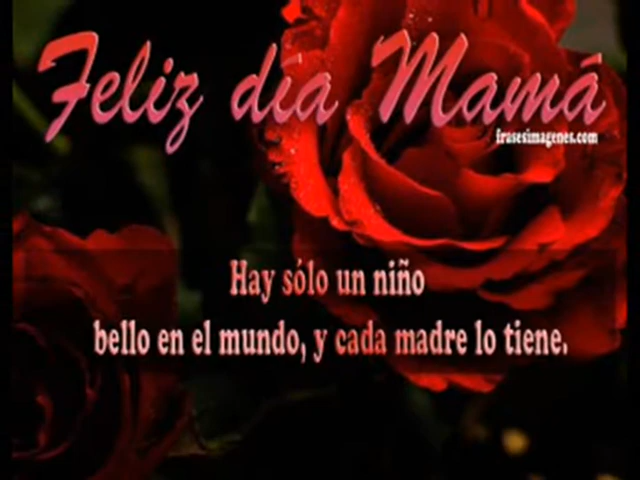 Feliz día Mamá
frasesimagenes.com
Hay sólo un niño
bello en el mundo, y cada madre lo tiene.